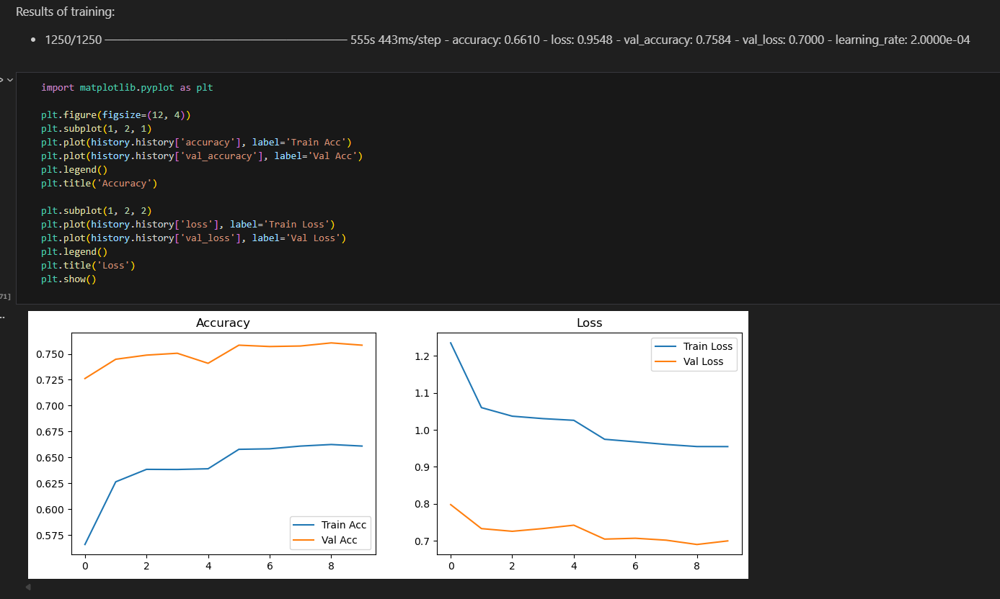 Results of training:
• 1250/1250 ━━━━━━━━━━━━━━━━━━━━ 555s 443ms/step - accuracy: 0.6610 - loss: 0.9548 - val_accuracy: 0.7584 - val_loss: 0.7000 - learning_rate: 2.0000e-04
import matplotlib.pyplot as plt
plt.figure(figsize=(12, 4))
plt.subplot(1, 2, 1)
plt.plot(history.history['accuracy'], label='Train Acc')
plt.plot(history.history['val_accuracy'], label='Val Acc')
plt.legend()
plt.title('Accuracy')
plt.subplot(1, 2, 2)
plt.plot(history.history['loss'], label='Train Loss')
plt.plot(history.history['val_loss'], label='Val Loss')
plt.legend()
plt.title('Loss')
plt.show()
71]
Accuracy
0.750
0.725
0.700
0.675
0.650
0.625
0.600
0.575
Train Acc
Val Acc
0 2 4 6 8
Loss
Train Loss
Val Loss
1.2
1.1
1.0
0.9
0.8
0.7
0 2 4 6 8